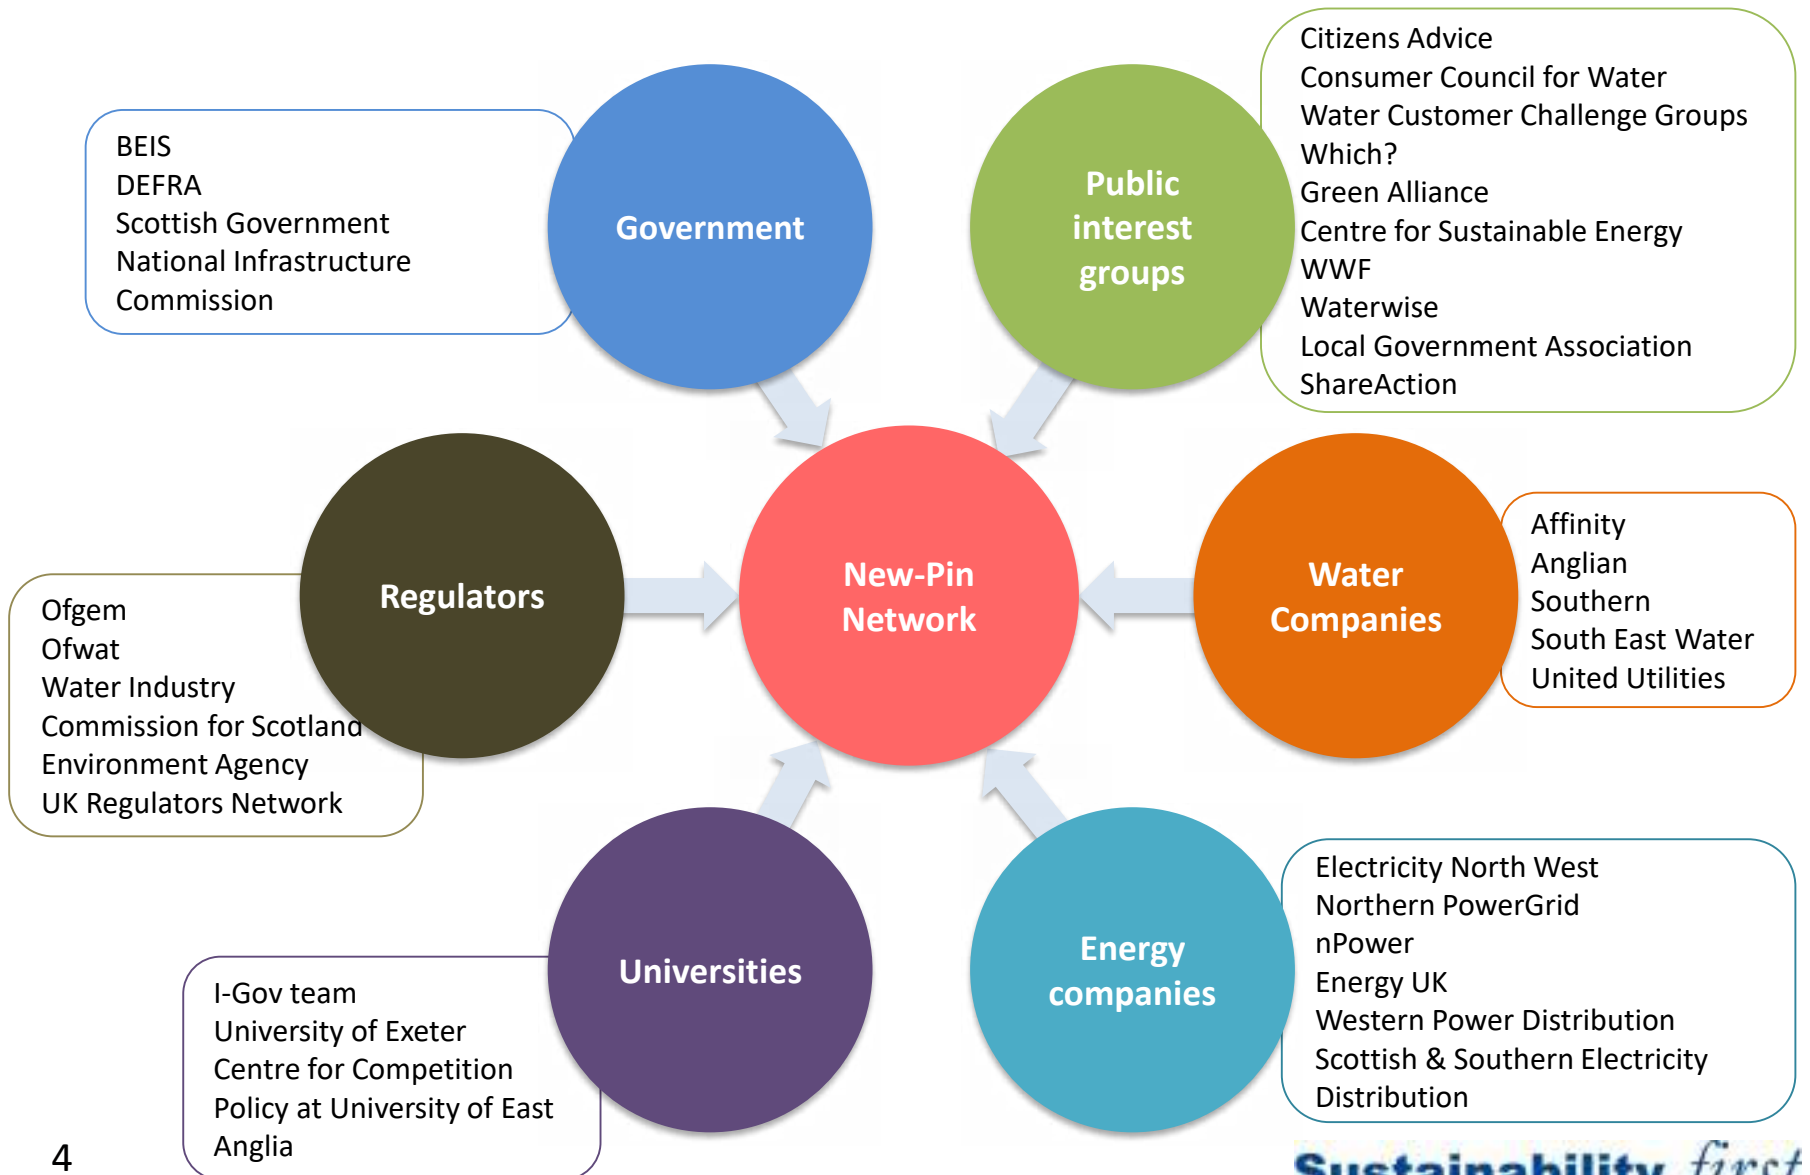 BEIS
DEFRA
Scottish Government
National Infrastructure
Commission
Government
Public
interest
groups
Citizens Advice
Consumer Council for Water
Water Customer Challenge Groups
Which?
Green Alliance
Centre for Sustainable Energy
WWF
Waterwise
Local Government Association
ShareAction
Regulators
Ofgem
Ofwat
Water Industry
Commission for Scotland
Environment Agency
UK Regulators Network
New-Pin
Network
Water
Companies
Affinity
Anglian
Southern
South East Water
United Utilities
Universities
I-Gov team
University of Exeter
Centre for Competition
Policy at University of East
Anglia
Energy
companies
Electricity North West
Northern PowerGrid
nPower
Energy UK
Western Power Distribution
Scottish & Southern Electricity
Distribution
4
Sustainability first